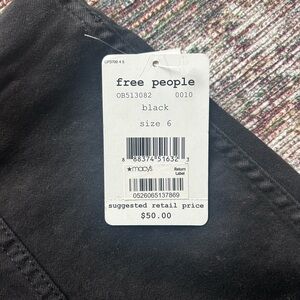 free people
OB513082 0010
black
size 6
8 88374 51632 3
★macy's Return
Label
0526065137869
suggested retail price
$50.00